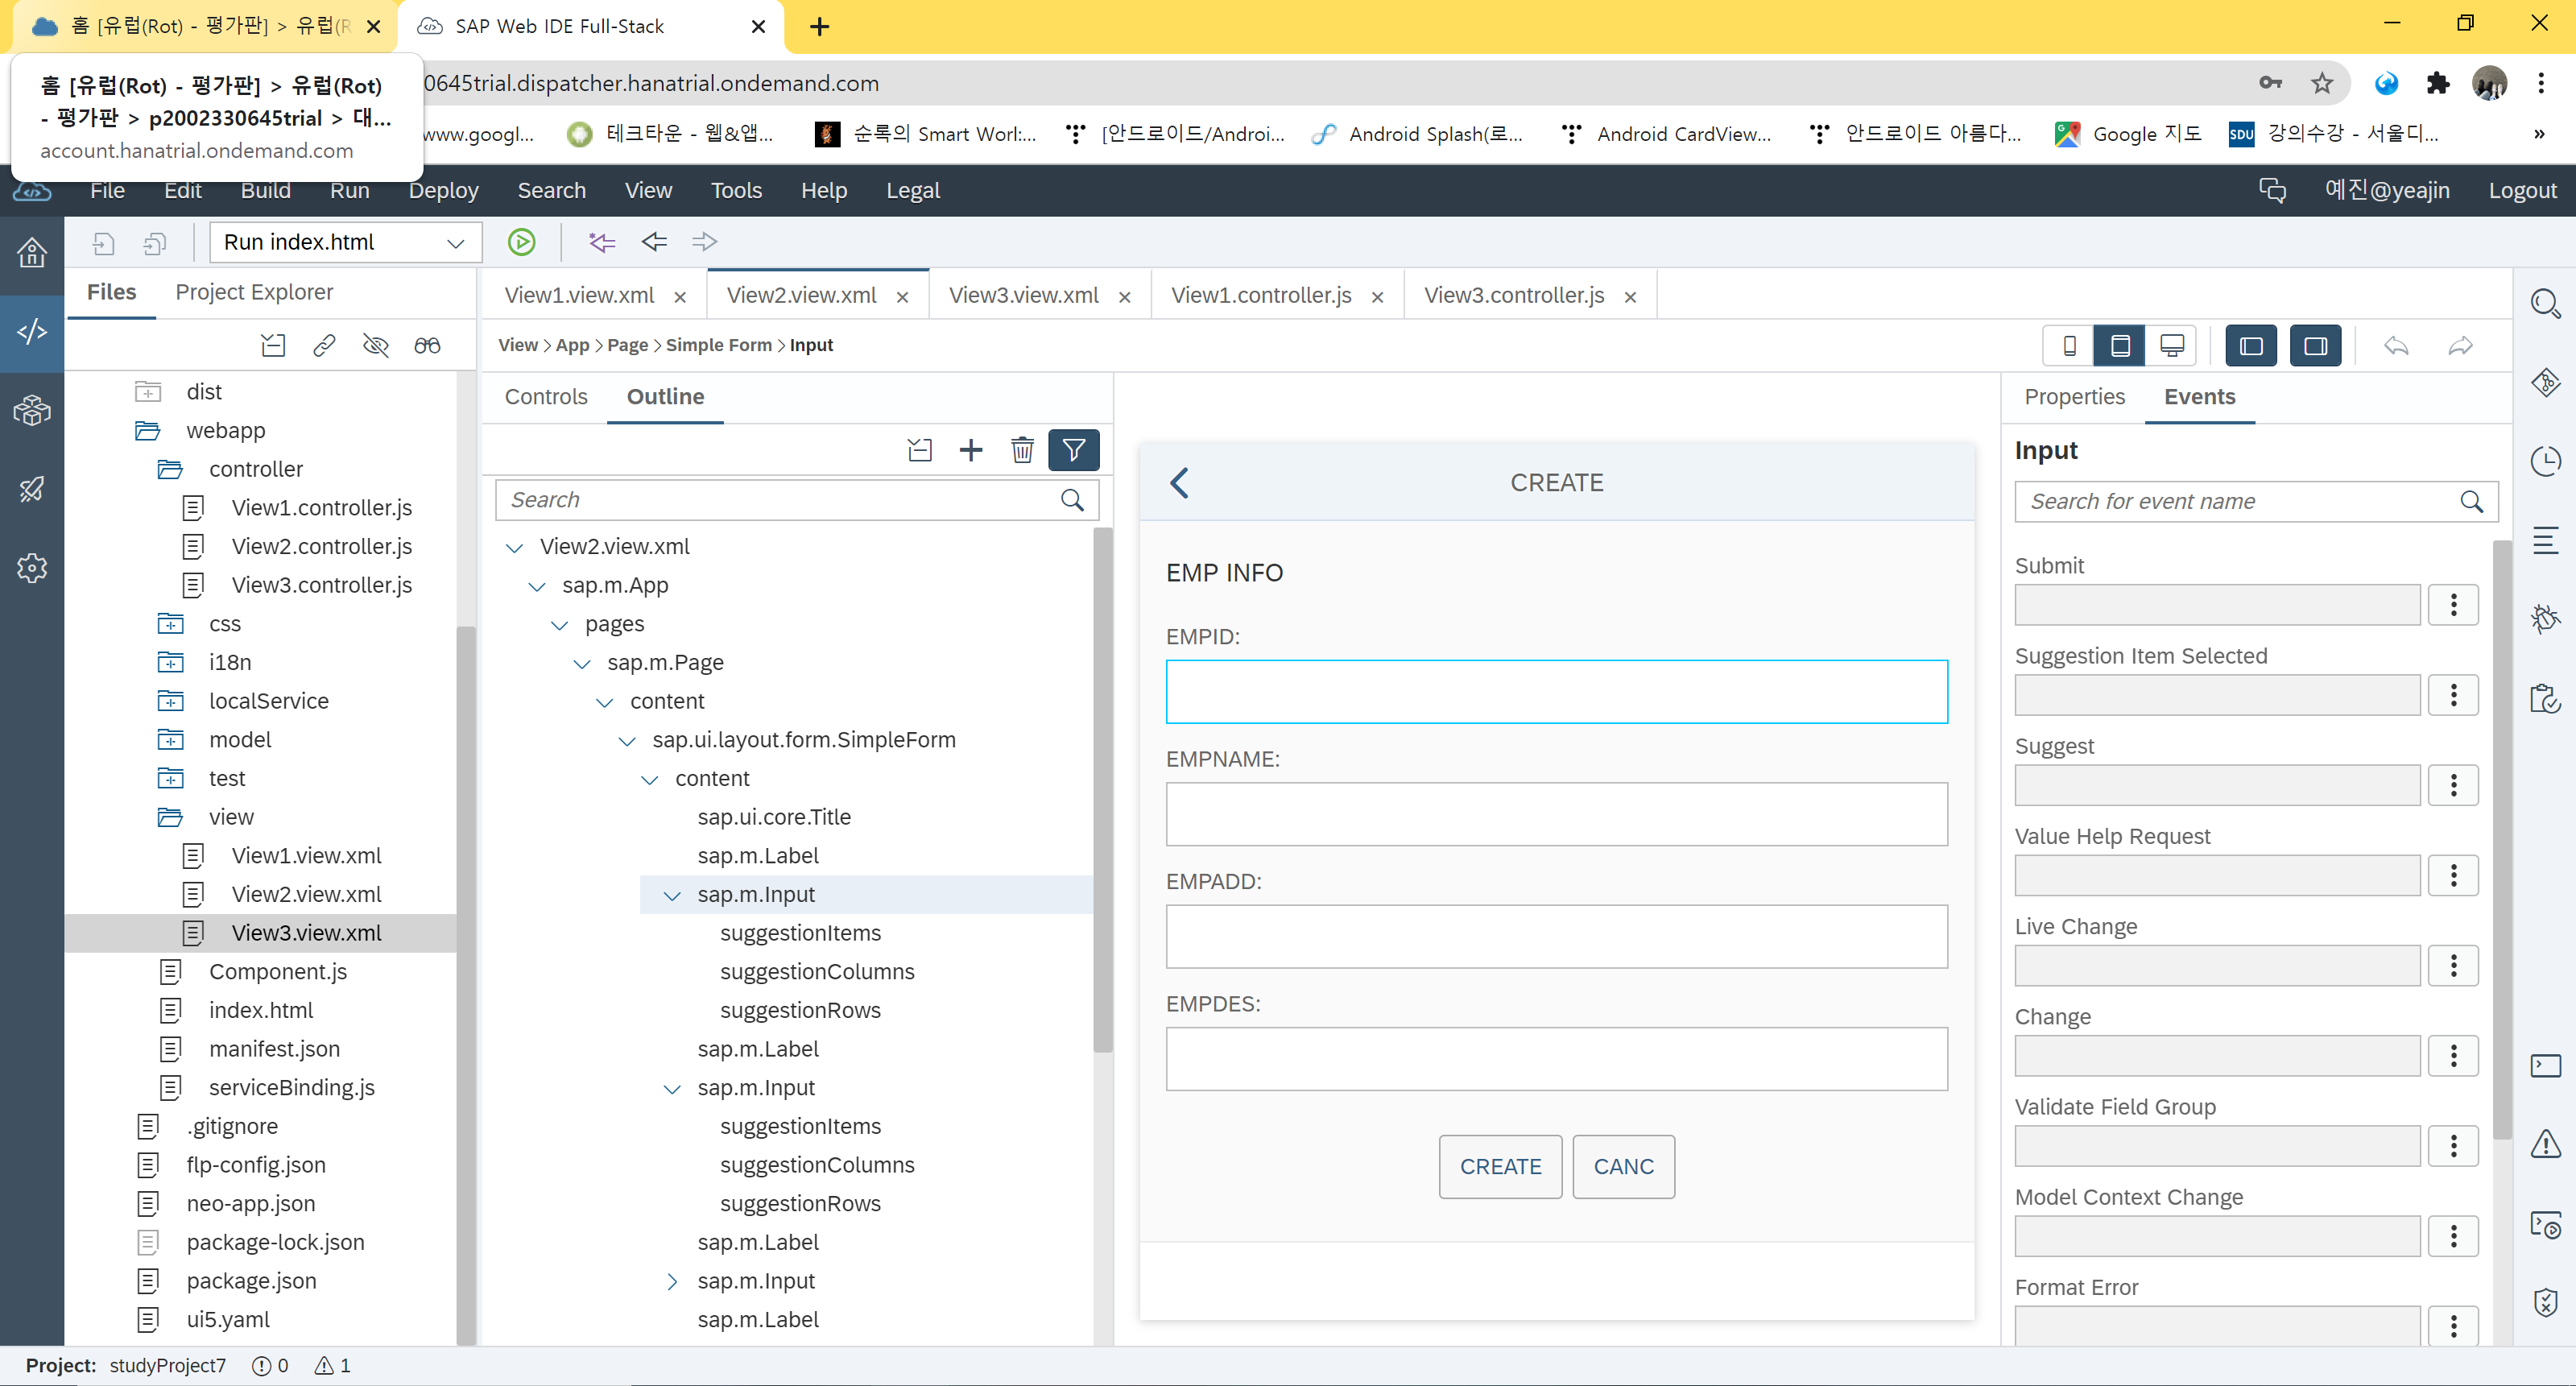 홈 [유럽(Rot) - 평가판] > 유럽(R
SAP Web IDE Full-Stack
홈 [유럽(Rot) - 평가판] > 유럽(Rot)
- 평가판 > p2002330645trial > 대...
account.hanatrial.ondemand.com
0645trial.dispatcher.hanatrial.ondemand.com
www.googl...
테크타운 - 웹&앱...
순록의 Smart Worl:...
[안드로이드/Androi...
Android Splash(로...
Android CardView...
안드로이드 아름다...
Google 지도
SDU
강의수강 - 서울디...
»
File
Edit
Build
Run
Deploy
Search
View
Tools
Help
Legal
예진@yeajin
Logout
Run index.html
Files
Project Explorer
View1.view.xml
View2.view.xml
View3.view.xml
View1.controller.js
View3.controller.js
View > App > Page > Simple Form > Input
dist
webapp
controller
View1.controller.js
View2.controller.js
View3.controller.js
css
i18n
localService
model
test
view
View1.view.xml
View2.view.xml
View3.view.xml
Component.js
index.html
manifest.json
serviceBinding.js
.gitignore
flp-config.json
neo-app.json
package-lock.json
package.json
ui5.yaml
Controls
Outline
Search
View2.view.xml
sap.m.App
pages
sap.m.Page
content
sap.ui.layout.form.SimpleForm
content
sap.ui.core.Title
sap.m.Label
sap.m.Input
suggestionItems
suggestionColumns
suggestionRows
sap.m.Label
sap.m.Input
suggestionItems
suggestionColumns
suggestionRows
sap.m.Label
sap.m.Input
sap.m.Label
CREATE
EMP INFO
EMPID:
EMPNAME:
EMPADD:
EMPDES:
CREATE
CANC
Properties
Events
Input
Search for event name
Submit
Suggestion Item Selected
Suggest
Value Help Request
Live Change
Change
Validate Field Group
Model Context Change
Format Error
Project: studyProject7
0
1